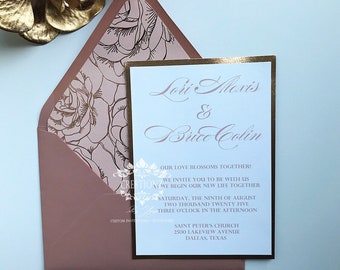 Lori Alexis
&
Brice Colin
OUR LOVE BLOSSOMS TOGETHER!
WE INVITE YOU TO BE WITH US
AS WE BEGIN OUR NEW LIFE TOGETHER
SATURDAY, THE NINTH OF AUGUST
TWO THOUSAND TWENTY FIVE
THREE O'CLOCK IN THE AFTERNOON
SAINT PETER'S CHURCH
2500 LAKEVIEW AVENUE
DALLAS, TEXAS